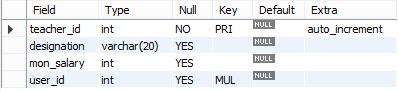 Field Type Null Key Default Extra
teacher_id int NO PRI NULL auto_increment
designation varchar(20) YES NULL
mon_salary int YES NULL
user_id int YES MUL NULL